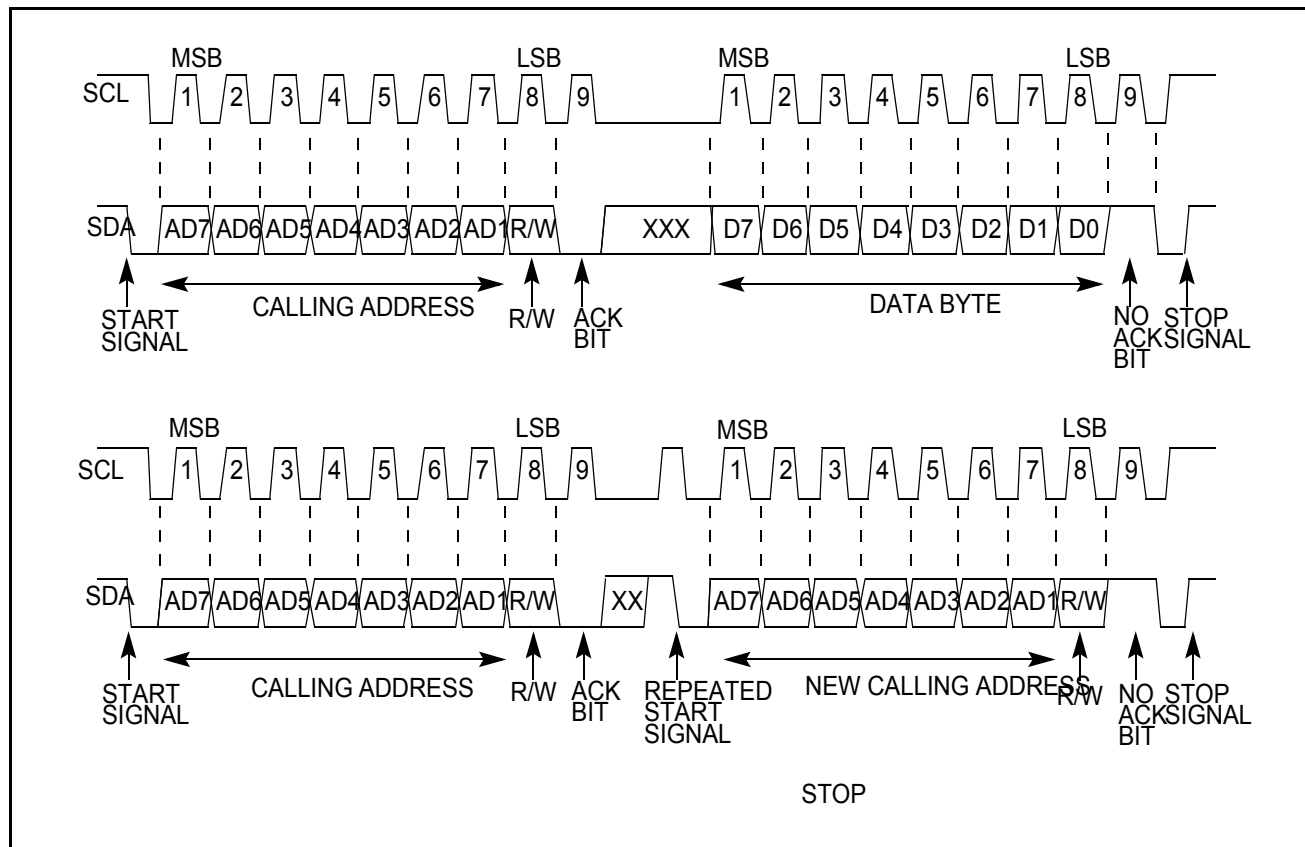 MSB LSB MSB LSB
SCL 1 2 3 4 5 6 7 8 9 1 2 3 4 5 6 7 8 9
SDA AD7 AD6 AD5 AD4 AD3 AD2 AD1 R/W XXX D7 D6 D5 D4 D3 D2 D1 D0
START SIGNAL
CALLING ADDRESS
R/W
ACK BIT
DATA BYTE
NO ACK BIT
STOP SIGNAL
MSB LSB MSB LSB
SCL 1 2 3 4 5 6 7 8 9 1 2 3 4 5 6 7 8 9
SDA AD7 AD6 AD5 AD4 AD3 AD2 AD1 R/W XX AD7 AD6 AD5 AD4 AD3 AD2 AD1 R/W
START SIGNAL
CALLING ADDRESS
R/W
ACK BIT
REPEATED START SIGNAL
NEW CALLING ADDRESS
R/W
NO ACK BIT
STOP SIGNAL
STOP